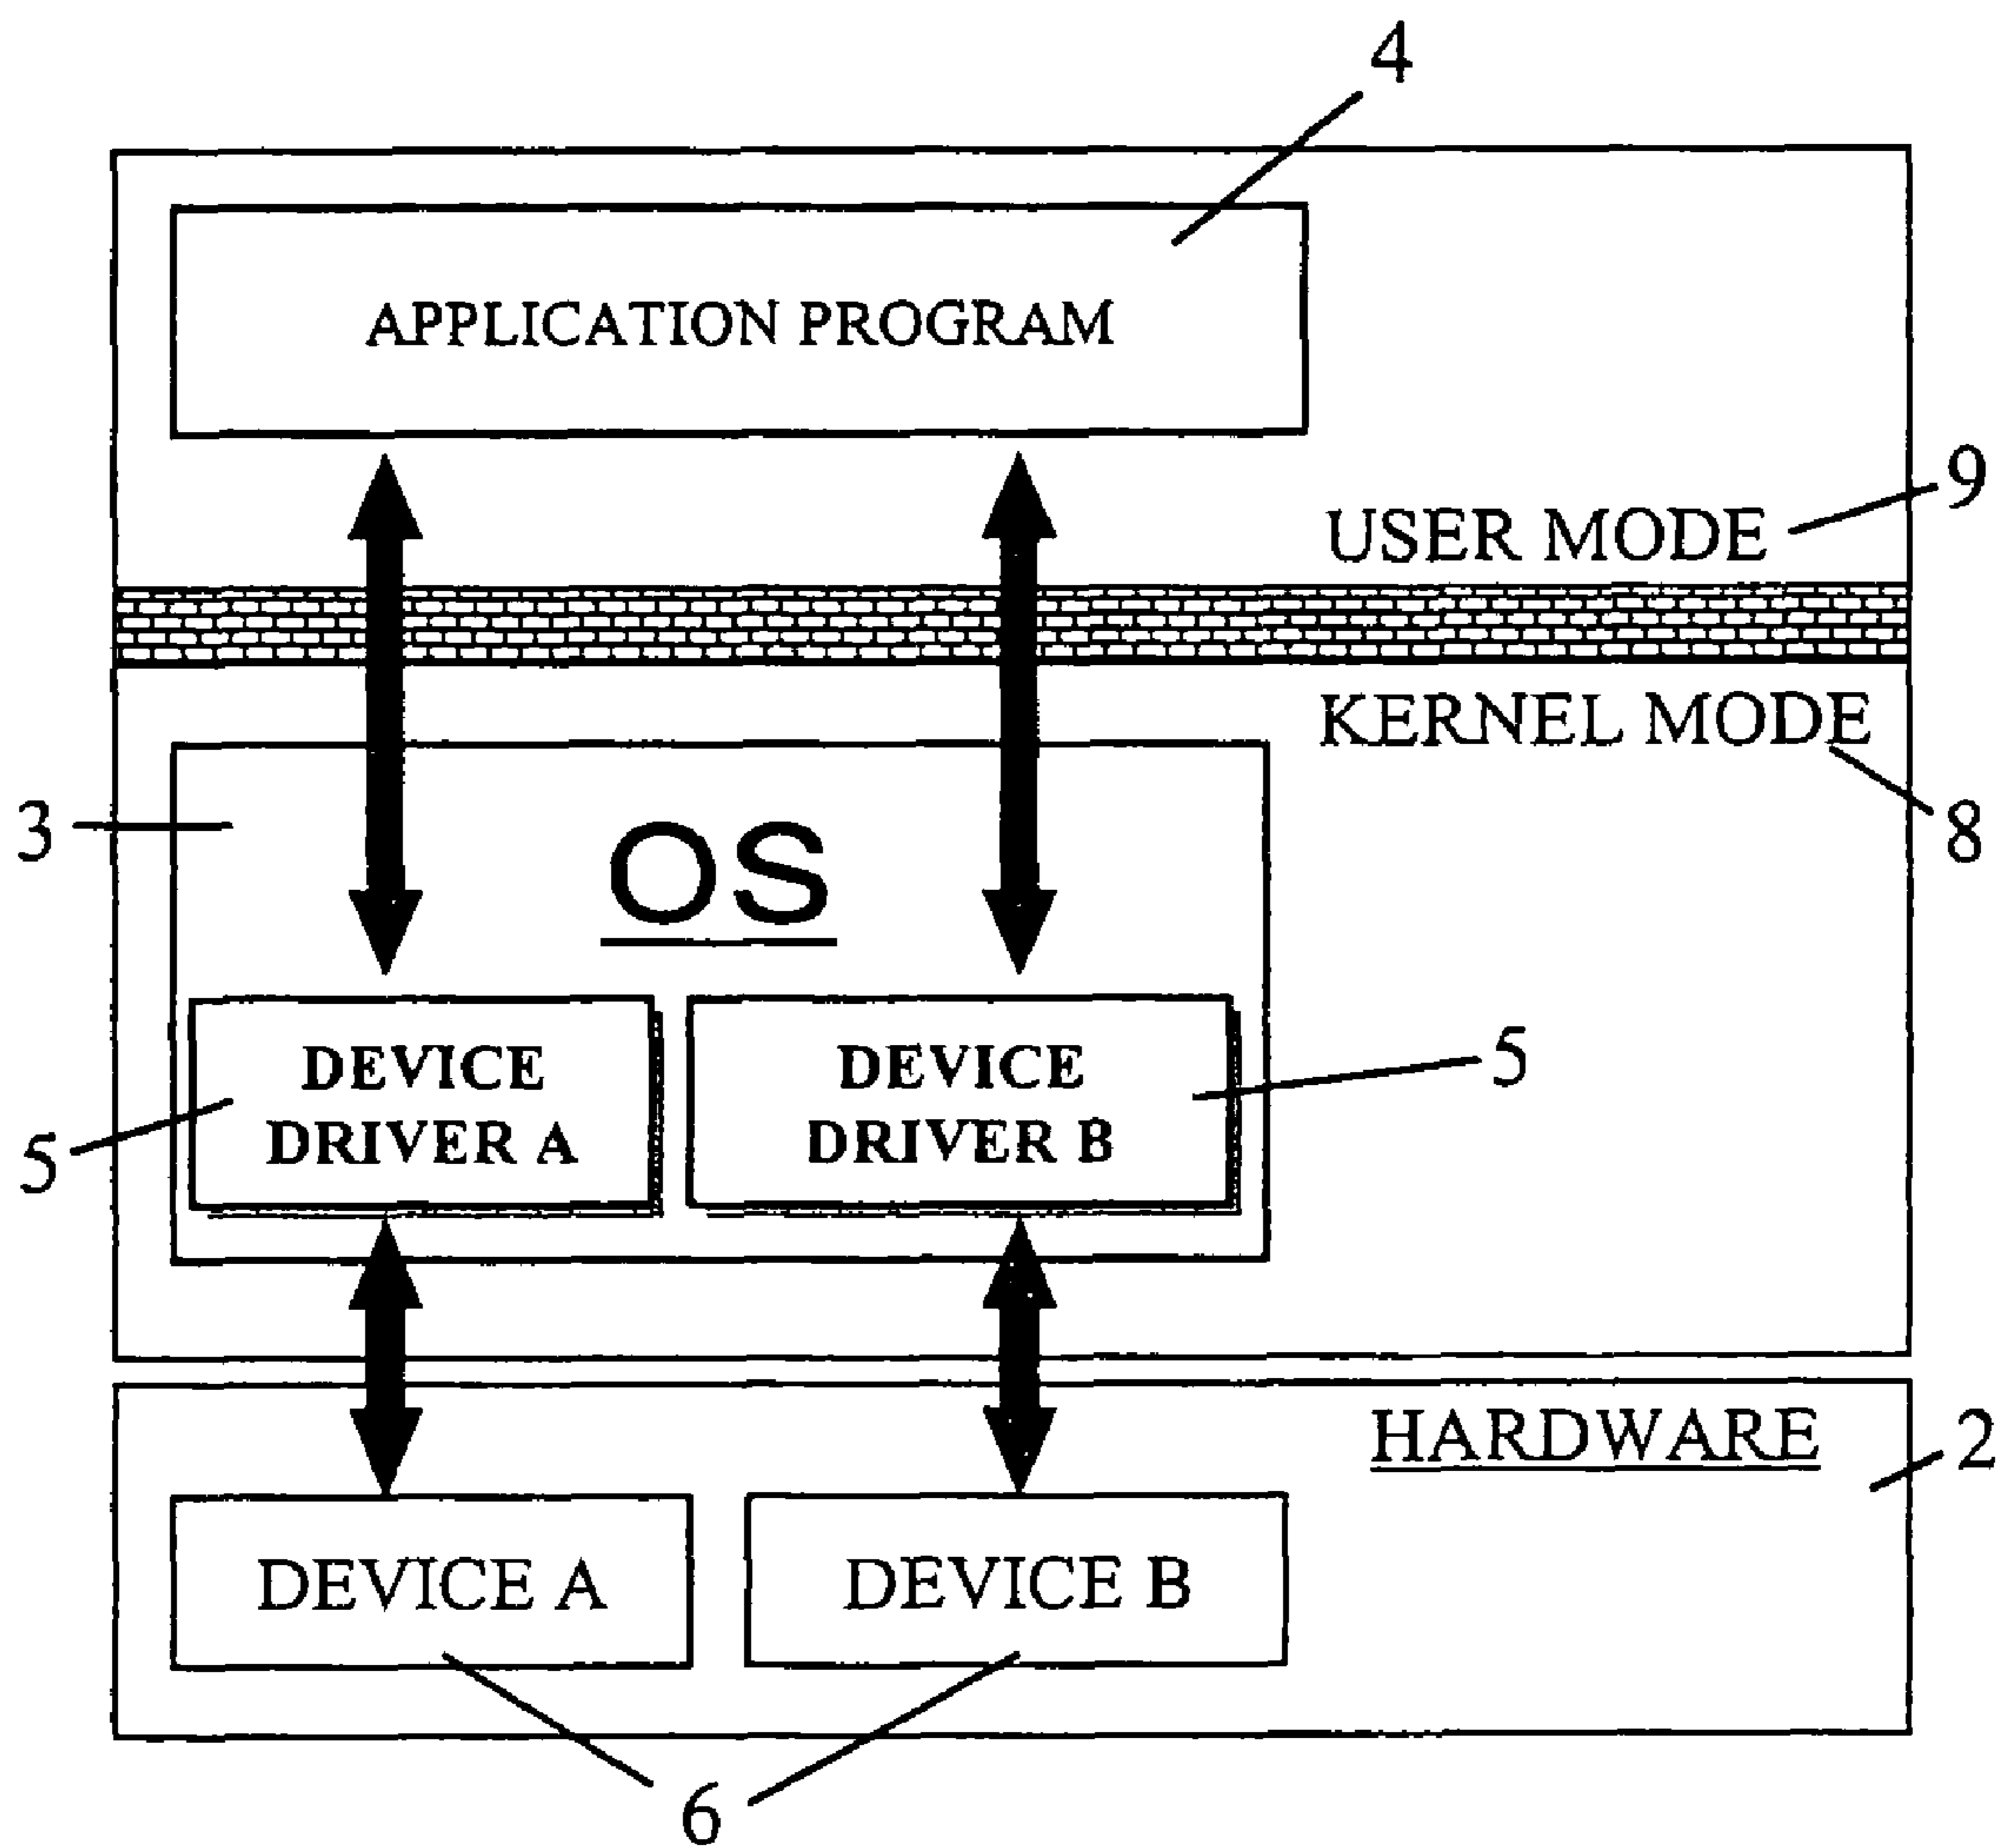 4
APPLICATION PROGRAM
9
USER MODE
KERNEL MODE
8
3
OS
DEVICE
DRIVER A
DEVICE
DRIVER B
5
5
HARDWARE
2
DEVICE A
DEVICE B
6